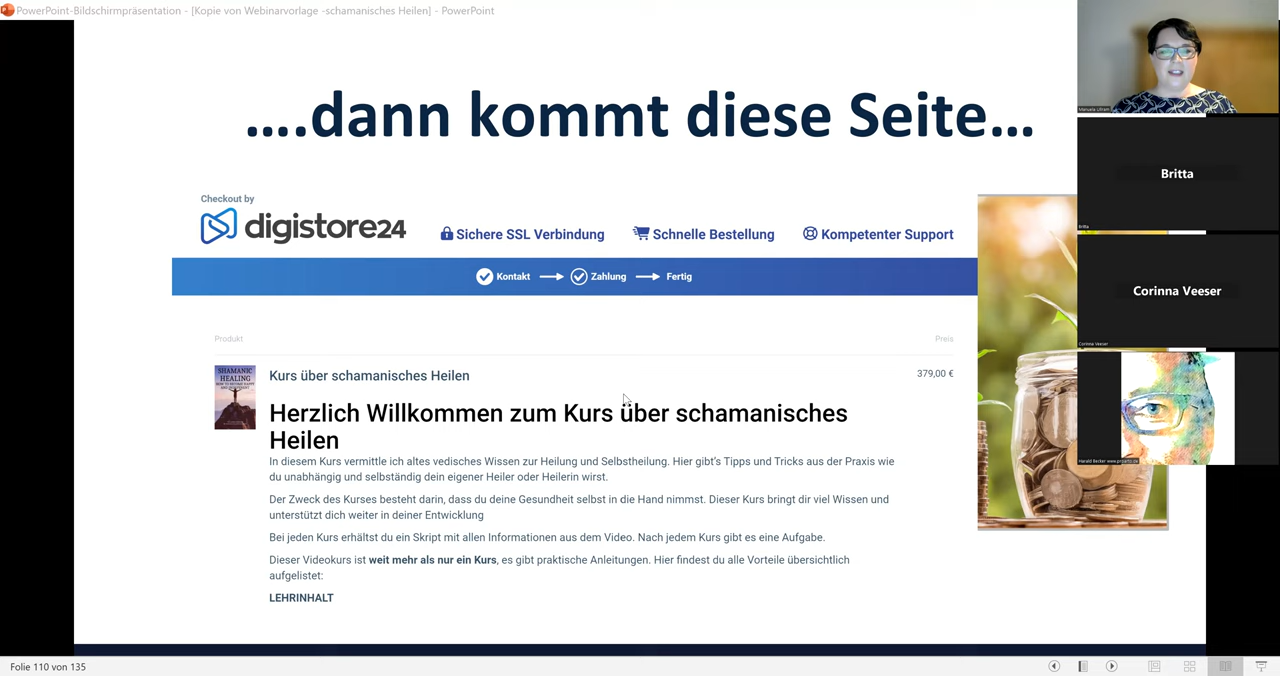 PowerPoint-Bildschirmpräsentation - [Kopie von Webinarvorlage -schamanisches Heilen] - PowerPoint
….dann kommt diese Seite…
Checkout by
digistore24
Sichere SSL Verbindung
Schnelle Bestellung
Kompetenter Support
Kontakt
Zahlung
Fertig
Produkt
Preis
SHAMANIC
HEALING
Kurs über schamanisches Heilen
379,00 €
Herzlich Willkommen zum Kurs über schamanisches
Heilen
In diesem Kurs vermittle ich altes vedisches Wissen zur Heilung und Selbstheilung. Hier gibt's Tipps und Tricks aus der Praxis wie
du unabhängig und selbständig dein eigener Heiler oder Heilerin wirst.
Der Zweck des Kurses besteht darin, dass du deine Gesundheit selbst in die Hand nimmst. Dieser Kurs bringt dir viel Wissen und
unterstützt dich weiter in deiner Entwicklung
Bei jeden Kurs erhältst du ein Skript mit allen Informationen aus dem Video. Nach jedem Kurs gibt es eine Aufgabe.
Dieser Videokurs ist weit mehr als nur ein Kurs, es gibt praktische Anleitungen. Hier findest du alle Vorteile übersichtlich
aufgelistet:
LEHRINHALT
Britta
Britta
Corinna Veeser
Corinna Veeser
Harald Becker
Folie 110 von 135